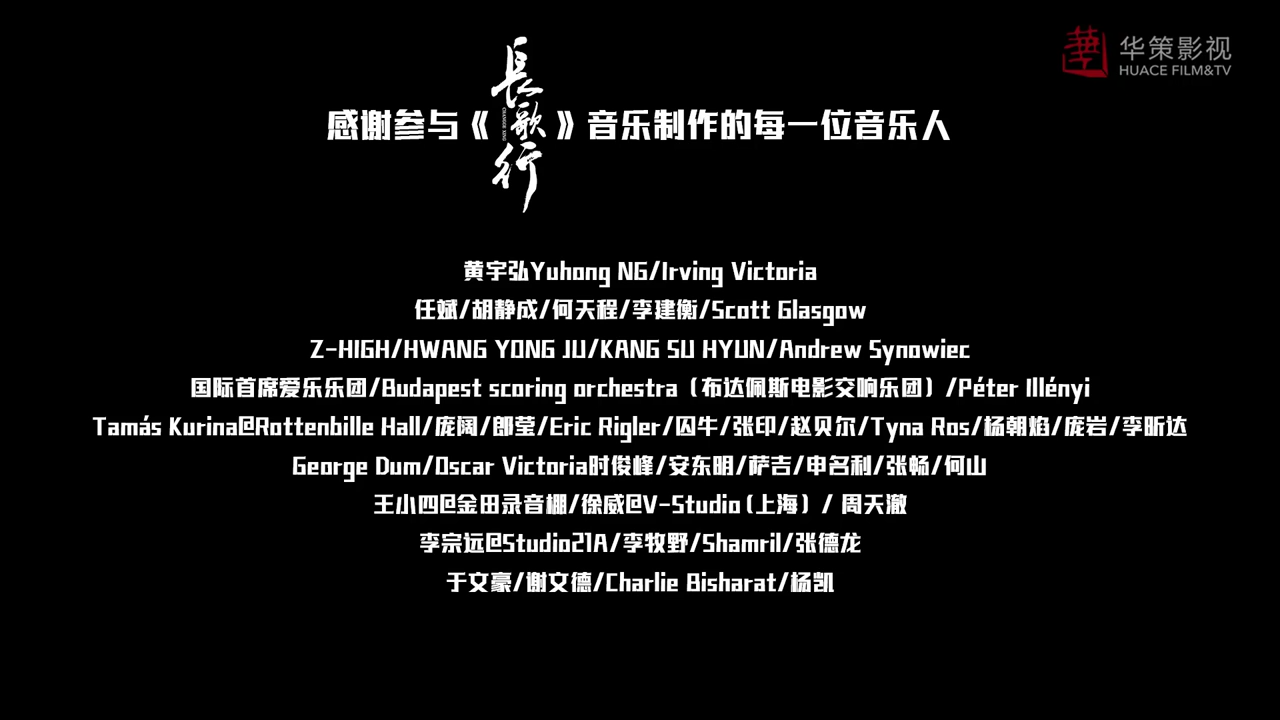 华策影视
HUACE FILM&TV
感谢参与《長歌行》音乐制作的每一位音乐人
黄宇弘Yuhong NG/Irving Victoria
任斌/胡静成/何天程/李建衡/Scott Glasgow
Z-HIGH/HWANG YONG JU/KANG SU HYUN/Andrew Synowiec
国际首席爱乐乐团/Budapest scoring orchestra（布达佩斯电影交响乐团）/Péter Illényi
Tamás Kurina@Rottenbille Hall/庞阔/郎莹/Eric Rigler/囚牛/张印/赵贝尔/Tyna Ros/杨朝焰/庞岩/李昕达
George Dum/Oscar Victoria时俊峰/安东明/萨吉/申名利/张畅/何山
王小四@金田录音棚/徐威@V-Studio(上海）/ 周天澈
李宗远@Studio21A/李牧野/Shamril/张德龙
于文豪/谢文德/Charlie Bisharat/杨凯